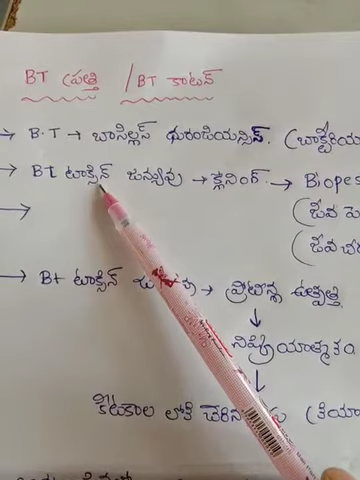 BT ప్రత్తి / BT కాటన్
→ B.T → బాసిల్లస్ థురంజియన్సిస్. (బాక్టీరియా
→ Bt టాక్సిన్ జన్యువు → క్లోనింగ్. → Biopes
→ (జీవ
(జీవ
→ Bt టాక్సిన్ → ప్రోటీన్స్ ఉత్పత్తి
↓
నిష్క్రియాత్మకం
↓
కీటకాల లోకి